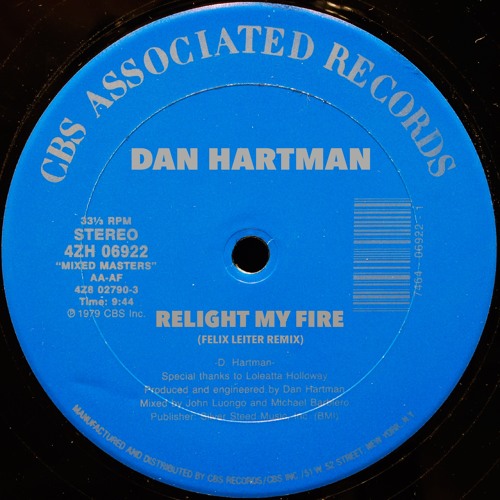 CBS ASSOCIATED RECORDS
DAN HARTMAN
33⅓ RPM
STEREO
4ZH 06922
"MIXED MASTERS"
AA-AF
4Z8 02790-3
Time: 9:44
℗ 1979 CBS Inc.
7464-06922-1
RELIGHT MY FIRE
(FELIX LEITER REMIX)
-D. Hartman-
Special thanks to Loleatta Holloway
Produced and engineered by Dan Hartman
Mixed by John Luongo and Michael Barbiero
Publisher: Silver Steed Music, Inc. (BMI)
MANUFACTURED AND DISTRIBUTED BY CBS RECORDS/CBS INC./51 W. 52 STREET, NEW YORK, N.Y.